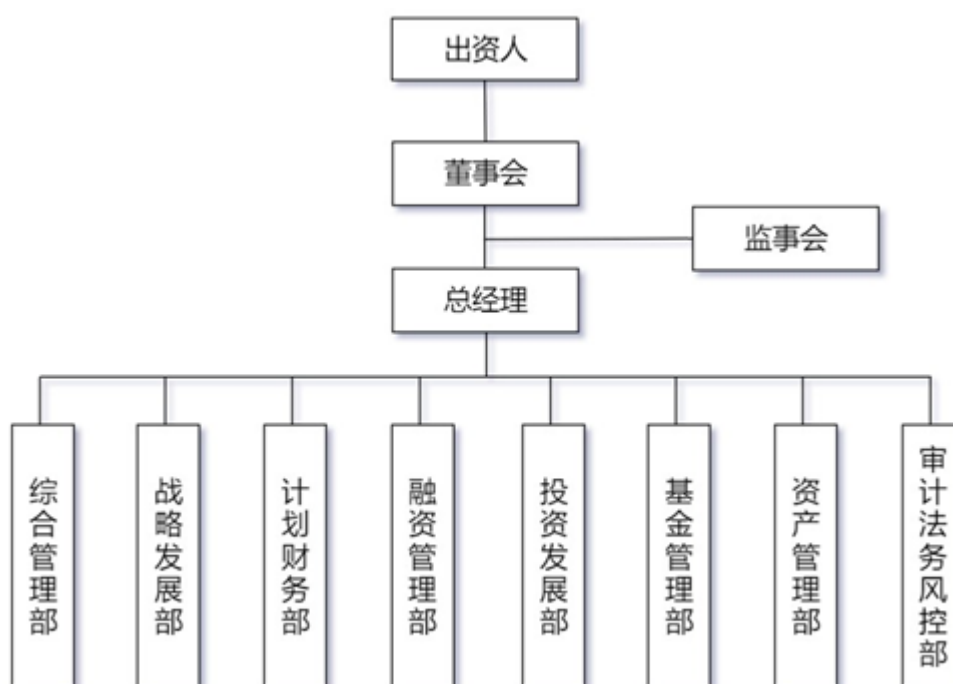 出资人
董事会
监事会
总经理
综合管理部
战略发展部
计划财务部
融资管理部
投资发展部
基金管理部
资产管理部
审计法务风控部